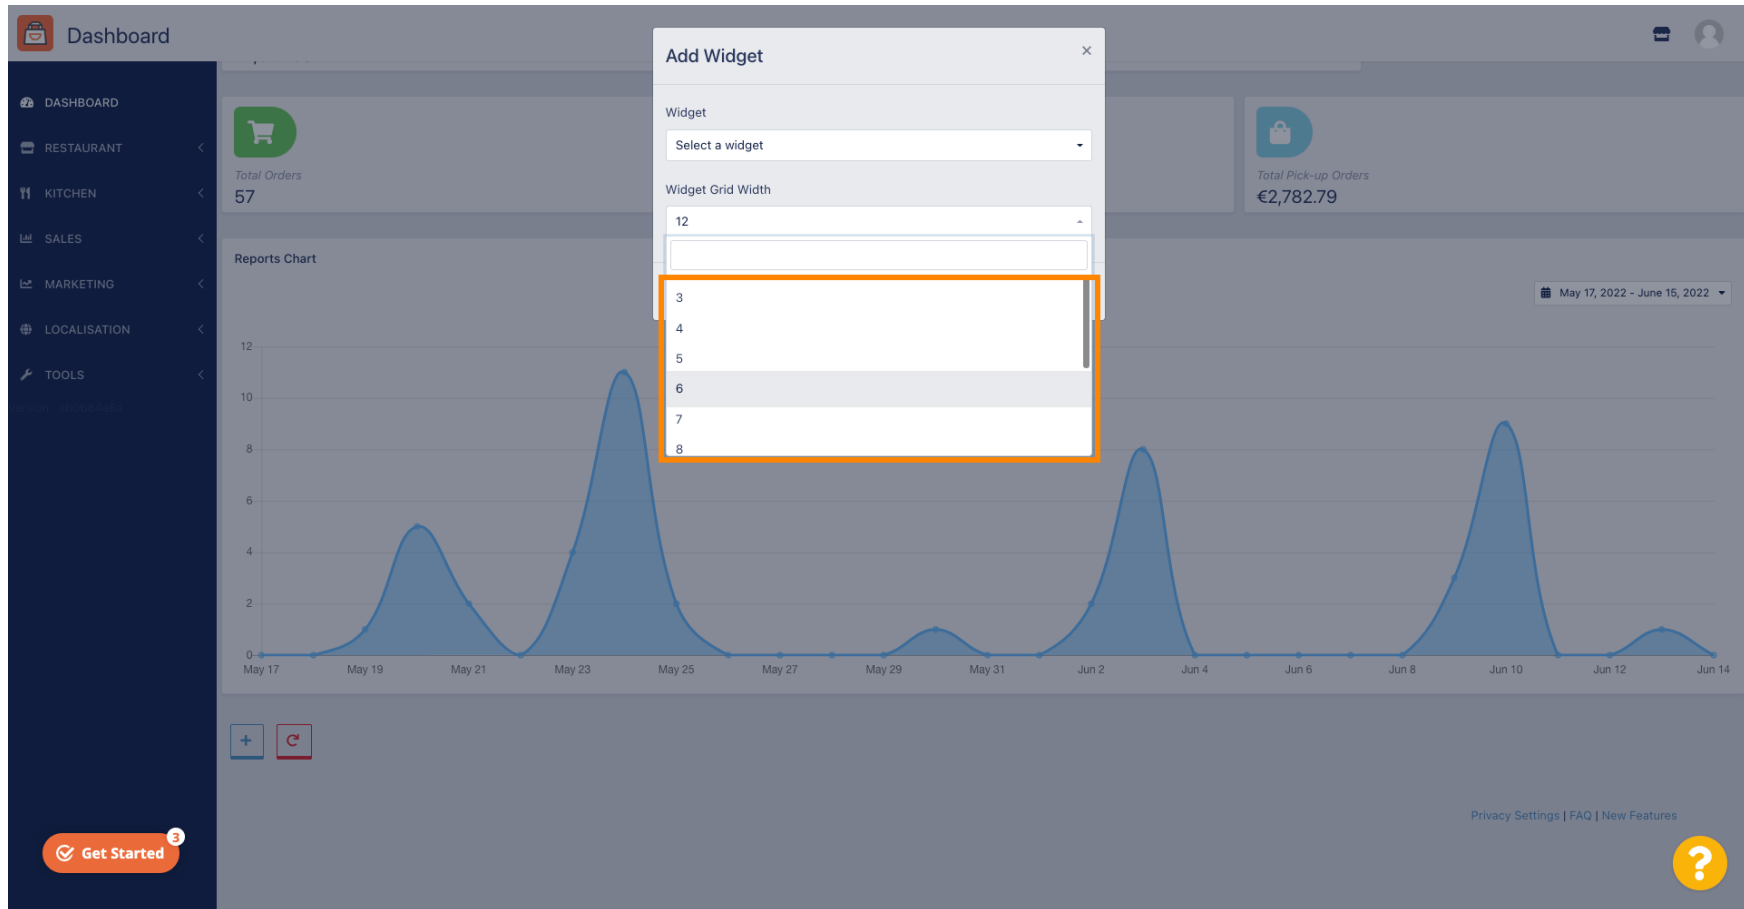 Dashboard
DASHBOARD
RESTAURANT
KITCHEN
SALES
MARKETING
LOCALISATION
TOOLS
Get Started
3
Total Orders
57
Total Pick-up Orders
€2,782.79
Reports Chart
May 17, 2022 - June 15, 2022
Add Widget
×
Widget
Select a widget
Widget Grid Width
12
3
4
5
6
7
8
12
10
8
6
4
2
0
May 17 May 19 May 21 May 23 May 25 May 27 May 29 May 31 Jun 2 Jun 4 Jun 6 Jun 8 Jun 10 Jun 12 Jun 14
+
Privacy Settings | FAQ | New Features
?